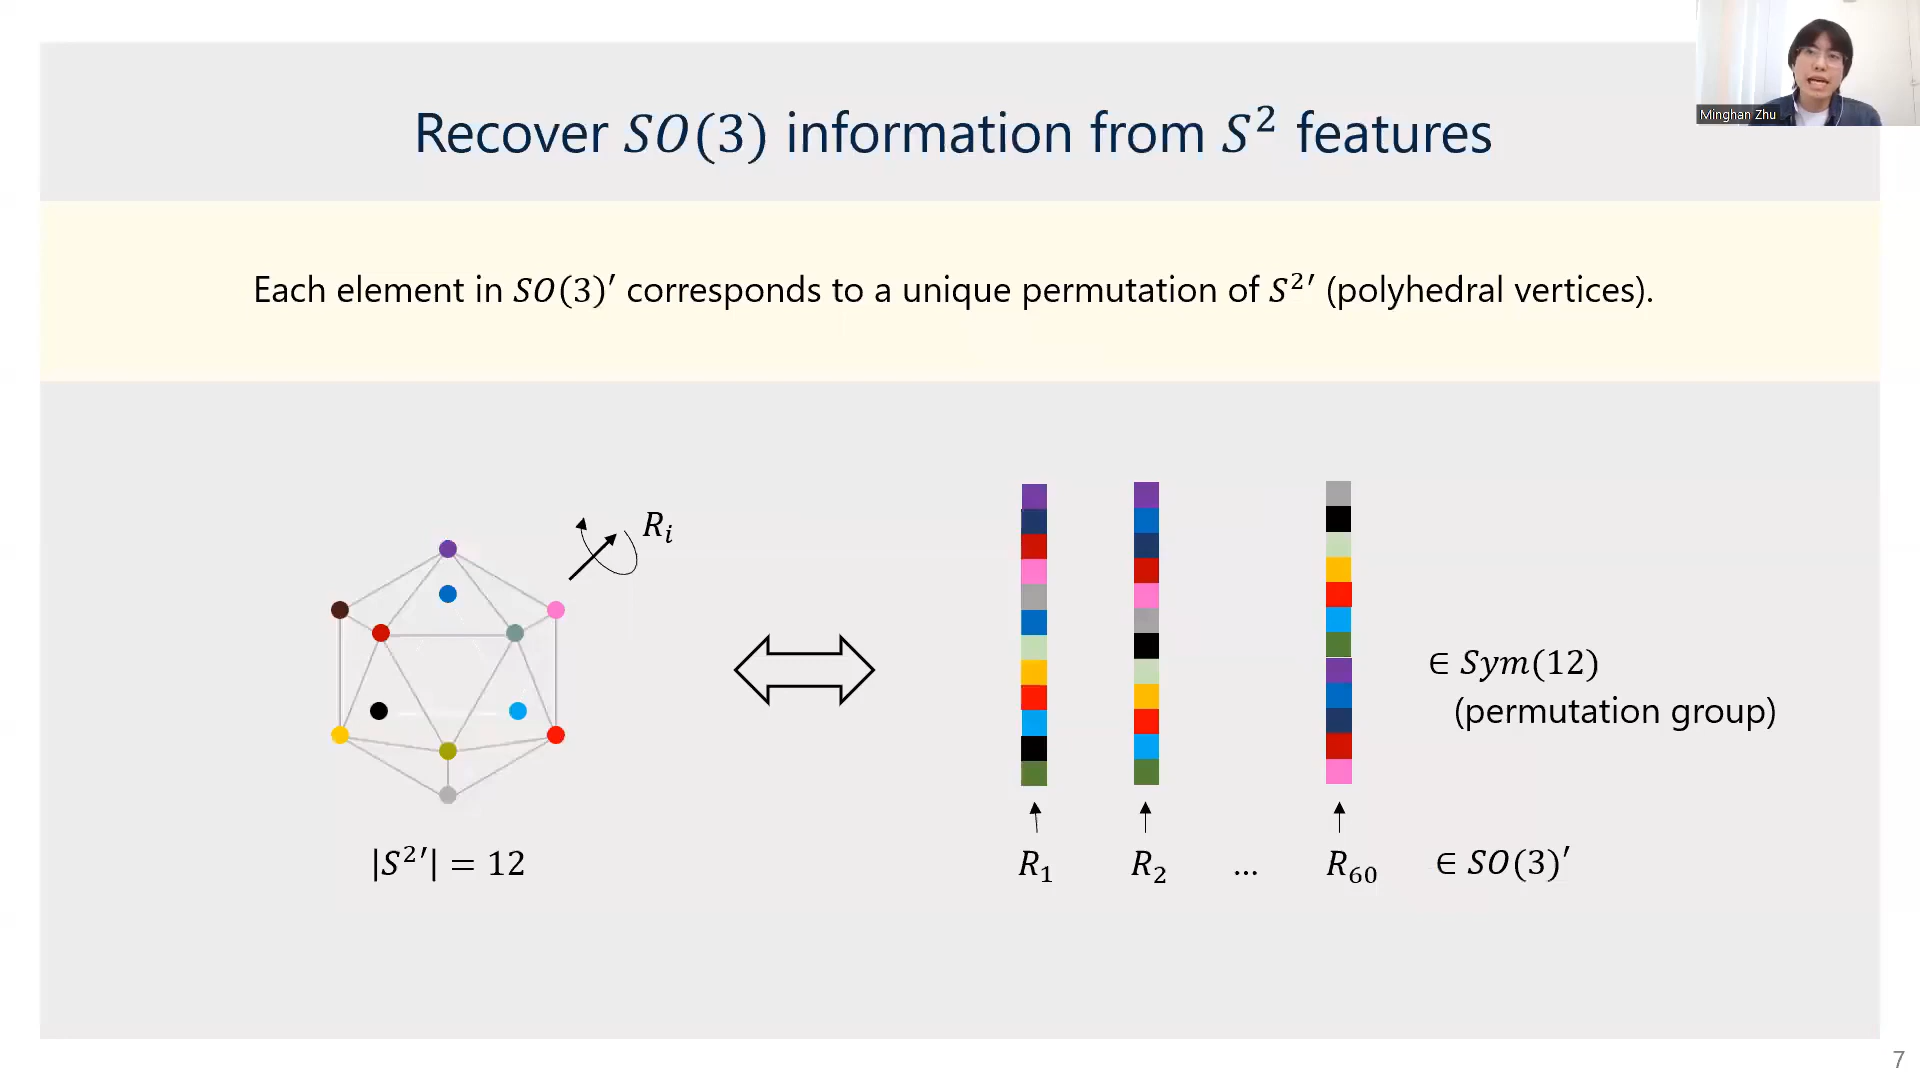 Minghan Zhu
Recover SO(3) information from S² features
Each element in SO(3)′ corresponds to a unique permutation of S²′ (polyhedral vertices).
Rᵢ
∈ Sym(12)
(permutation group)
|S²′| = 12
R₁ R₂ ... R₆₀ ∈ SO(3)′
7